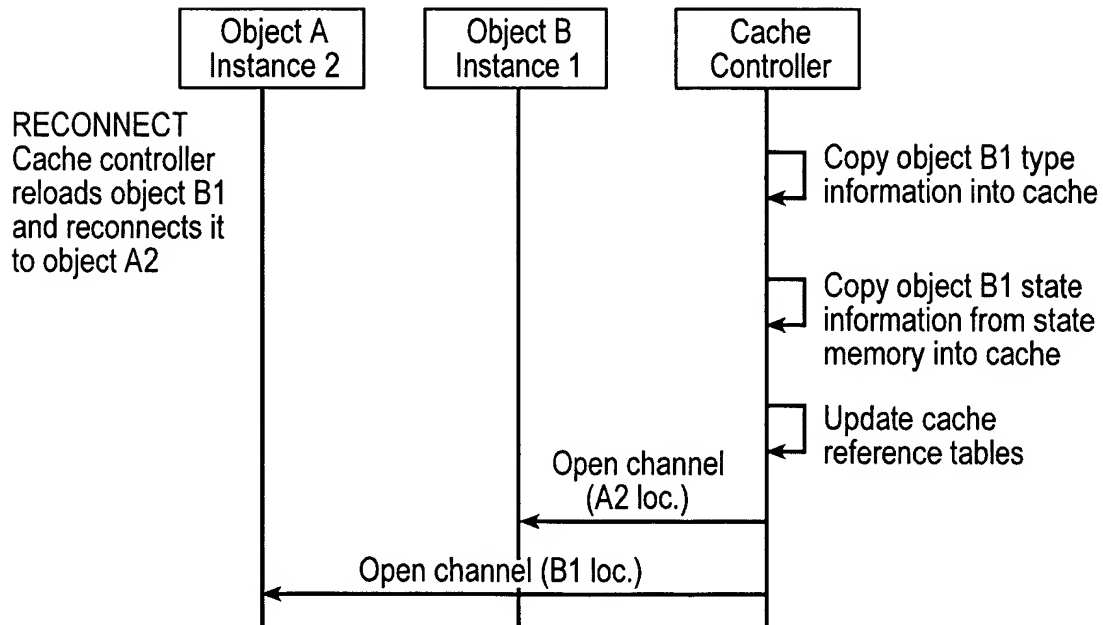 Object A
Instance 2
Object B
Instance 1
Cache
Controller
RECONNECT
Cache controller
reloads object B1
and reconnects it
to object A2
Copy object B1 type
information into cache
Copy object B1 state
information from state
memory into cache
Update cache
reference tables
Open channel
(A2 loc.)
Open channel (B1 loc.)